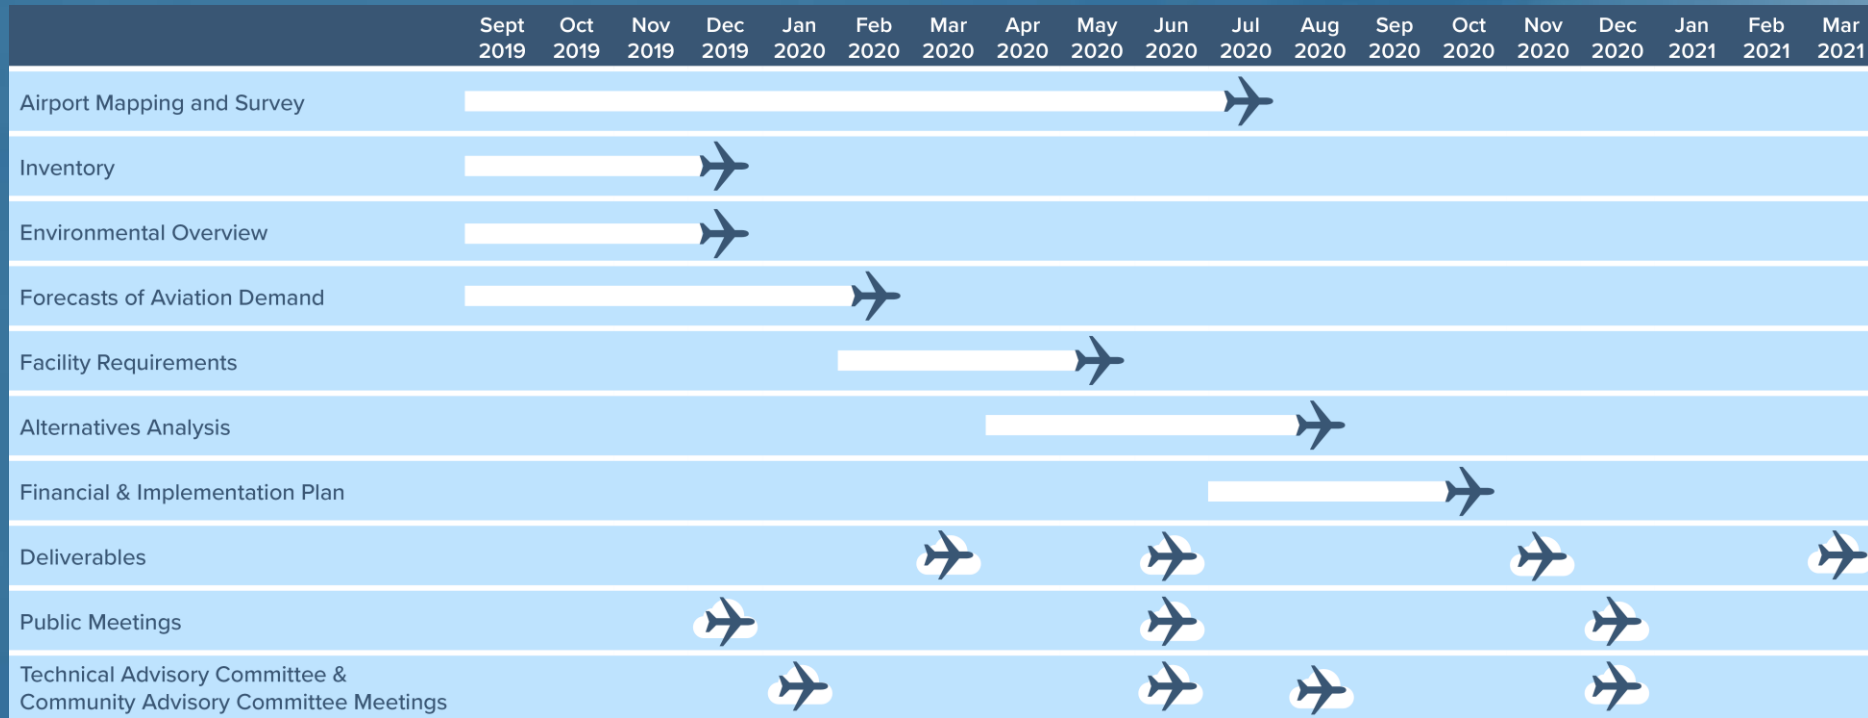 Sept Oct Nov Dec Jan Feb Mar Apr May Jun Jul Aug Sep Oct Nov Dec Jan Feb Mar
2019 2019 2019 2019 2020 2020 2020 2020 2020 2020 2020 2020 2020 2020 2020 2020 2021 2021 2021
Airport Mapping and Survey
Inventory
Environmental Overview
Forecasts of Aviation Demand
Facility Requirements
Alternatives Analysis
Financial & Implementation Plan
Deliverables
Public Meetings
Technical Advisory Committee &
Community Advisory Committee Meetings